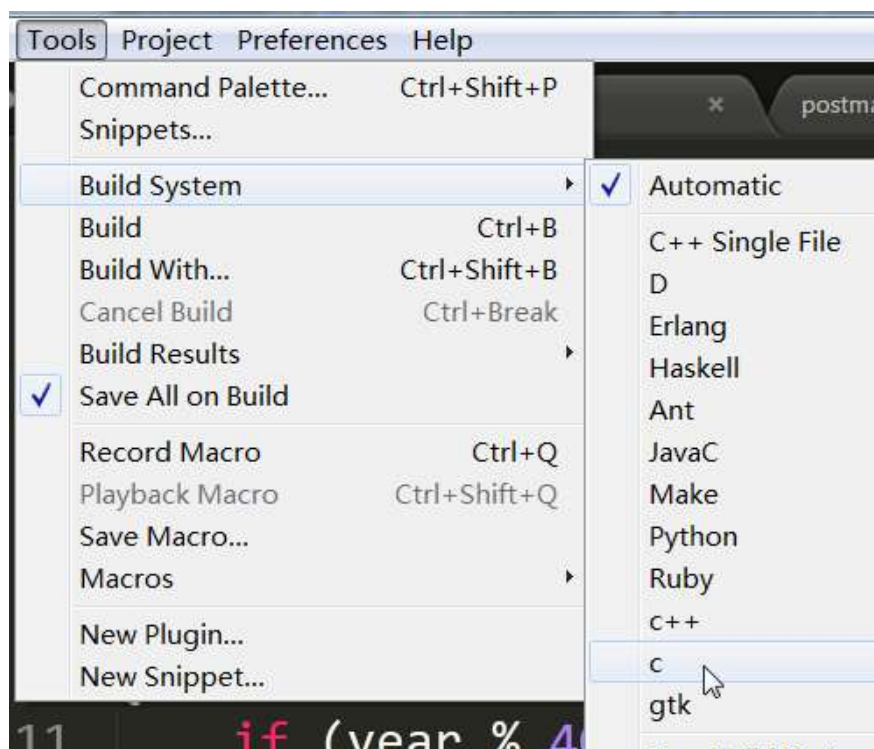 Tools Project Preferences Help
Command Palette... Ctrl+Shift+P
Snippets...
Build System
Build Ctrl+B
Build With... Ctrl+Shift+B
Cancel Build Ctrl+Break
Build Results
Save All on Build
Record Macro Ctrl+Q
Playback Macro Ctrl+Shift+Q
Save Macro...
Macros
New Plugin...
New Snippet...
postma
Automatic
C++ Single File
D
Erlang
Haskell
Ant
JavaC
Make
Python
Ruby
c++
c
gtk
11 if (year % 4